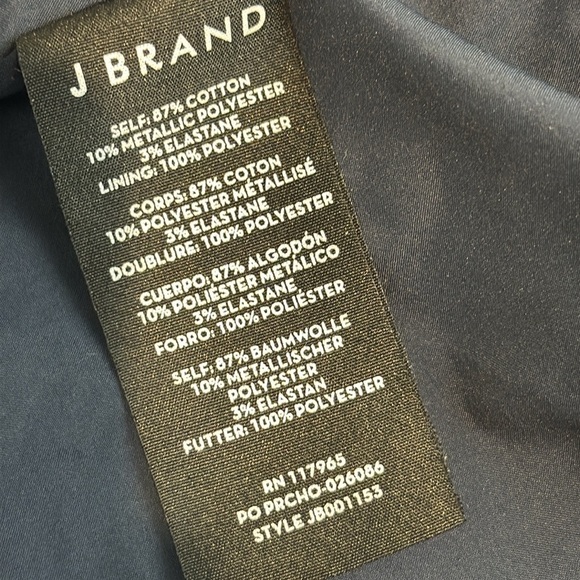 J BRAND
SELF: 87% COTTON
10% METALLIC POLYESTER
3% ELASTANE
LINING: 100% POLYESTER
CORPS: 87% COTON
10% POLYESTER MÉTALLISÉ
3% ELASTANE
DOUBLURE: 100% POLYESTER
CUERPO: 87% ALGODÓN
10% POLIÉSTER METÁLICO
3% ELASTANE
FORRO: 100% POLIÉSTER
SELF: 87% BAUMWOLLE
10% METALLISCHER
POLYESTER
3% ELASTAN
FUTTER: 100% POLYESTER
RN 117965
PO PRCHO-026086
STYLE JB001153